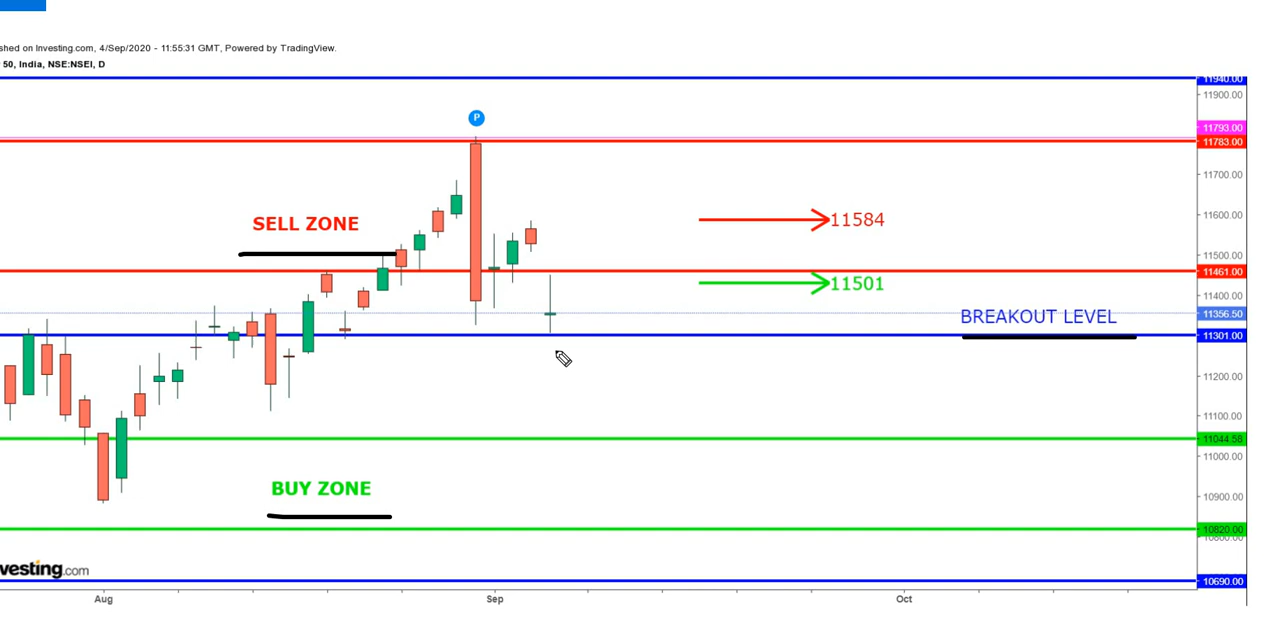 shed on Investing.com, 4/Sep/2020 - 11:55:31 GMT, Powered by TradingView.
50, India, NSE:NSEI, D
11940.00
11900.00
P
11793.00
11783.00
11700.00
SELL ZONE
11584
11600.00
11500.00
11461.00
11501
11400.00
BREAKOUT LEVEL
11356.50
11301.00
11200.00
11100.00
11044.58
11000.00
BUY ZONE
10900.00
10820.00
10800.00
vesting.com
10690.00
Aug Sep Oct